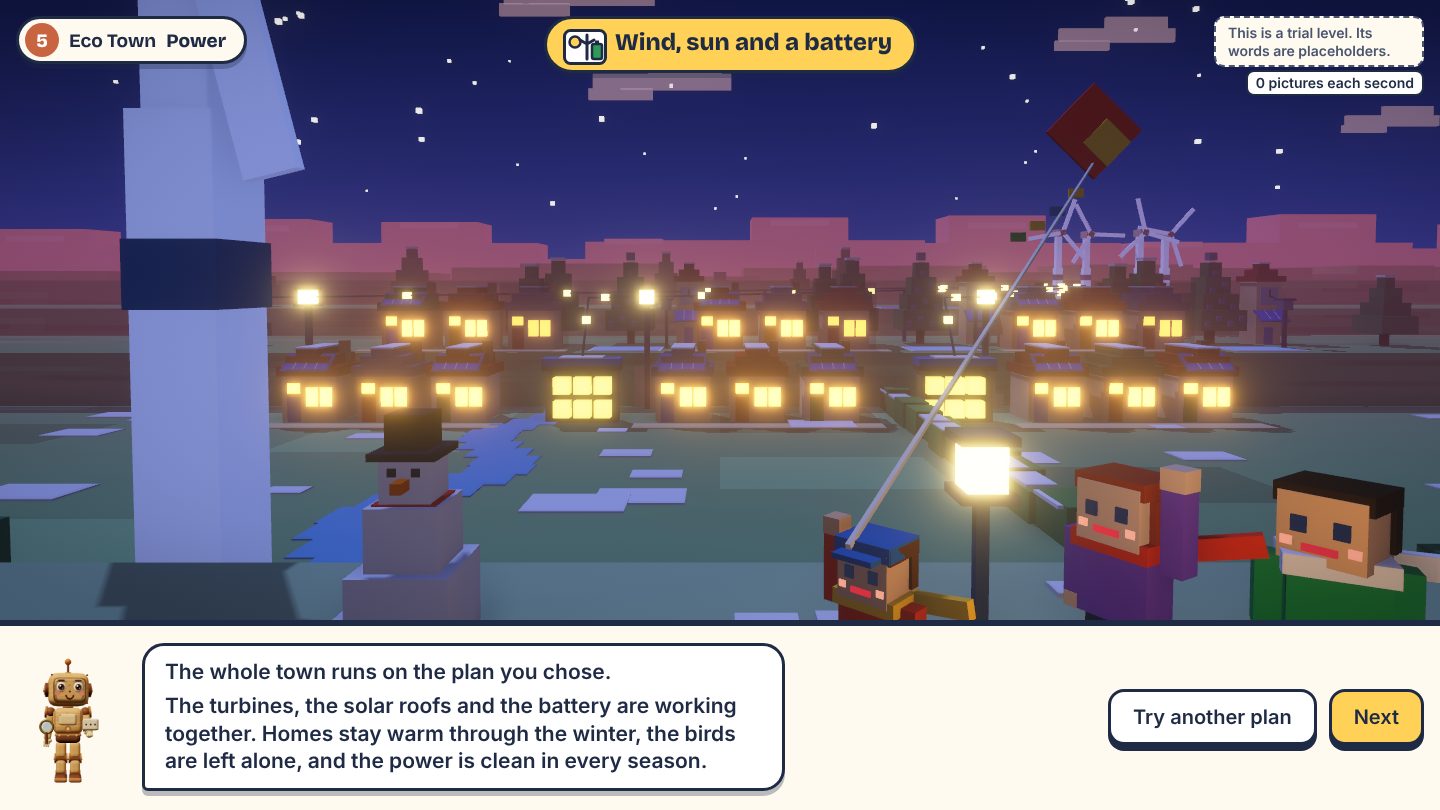 5 Eco Town Power
Wind, sun and a battery
This is a trial level. Its
words are placeholders.
0 pictures each second
The whole town runs on the plan you chose.
The turbines, the solar roofs and the battery are working
together. Homes stay warm through the winter, the birds
are left alone, and the power is clean in every season.
Try another plan
Next